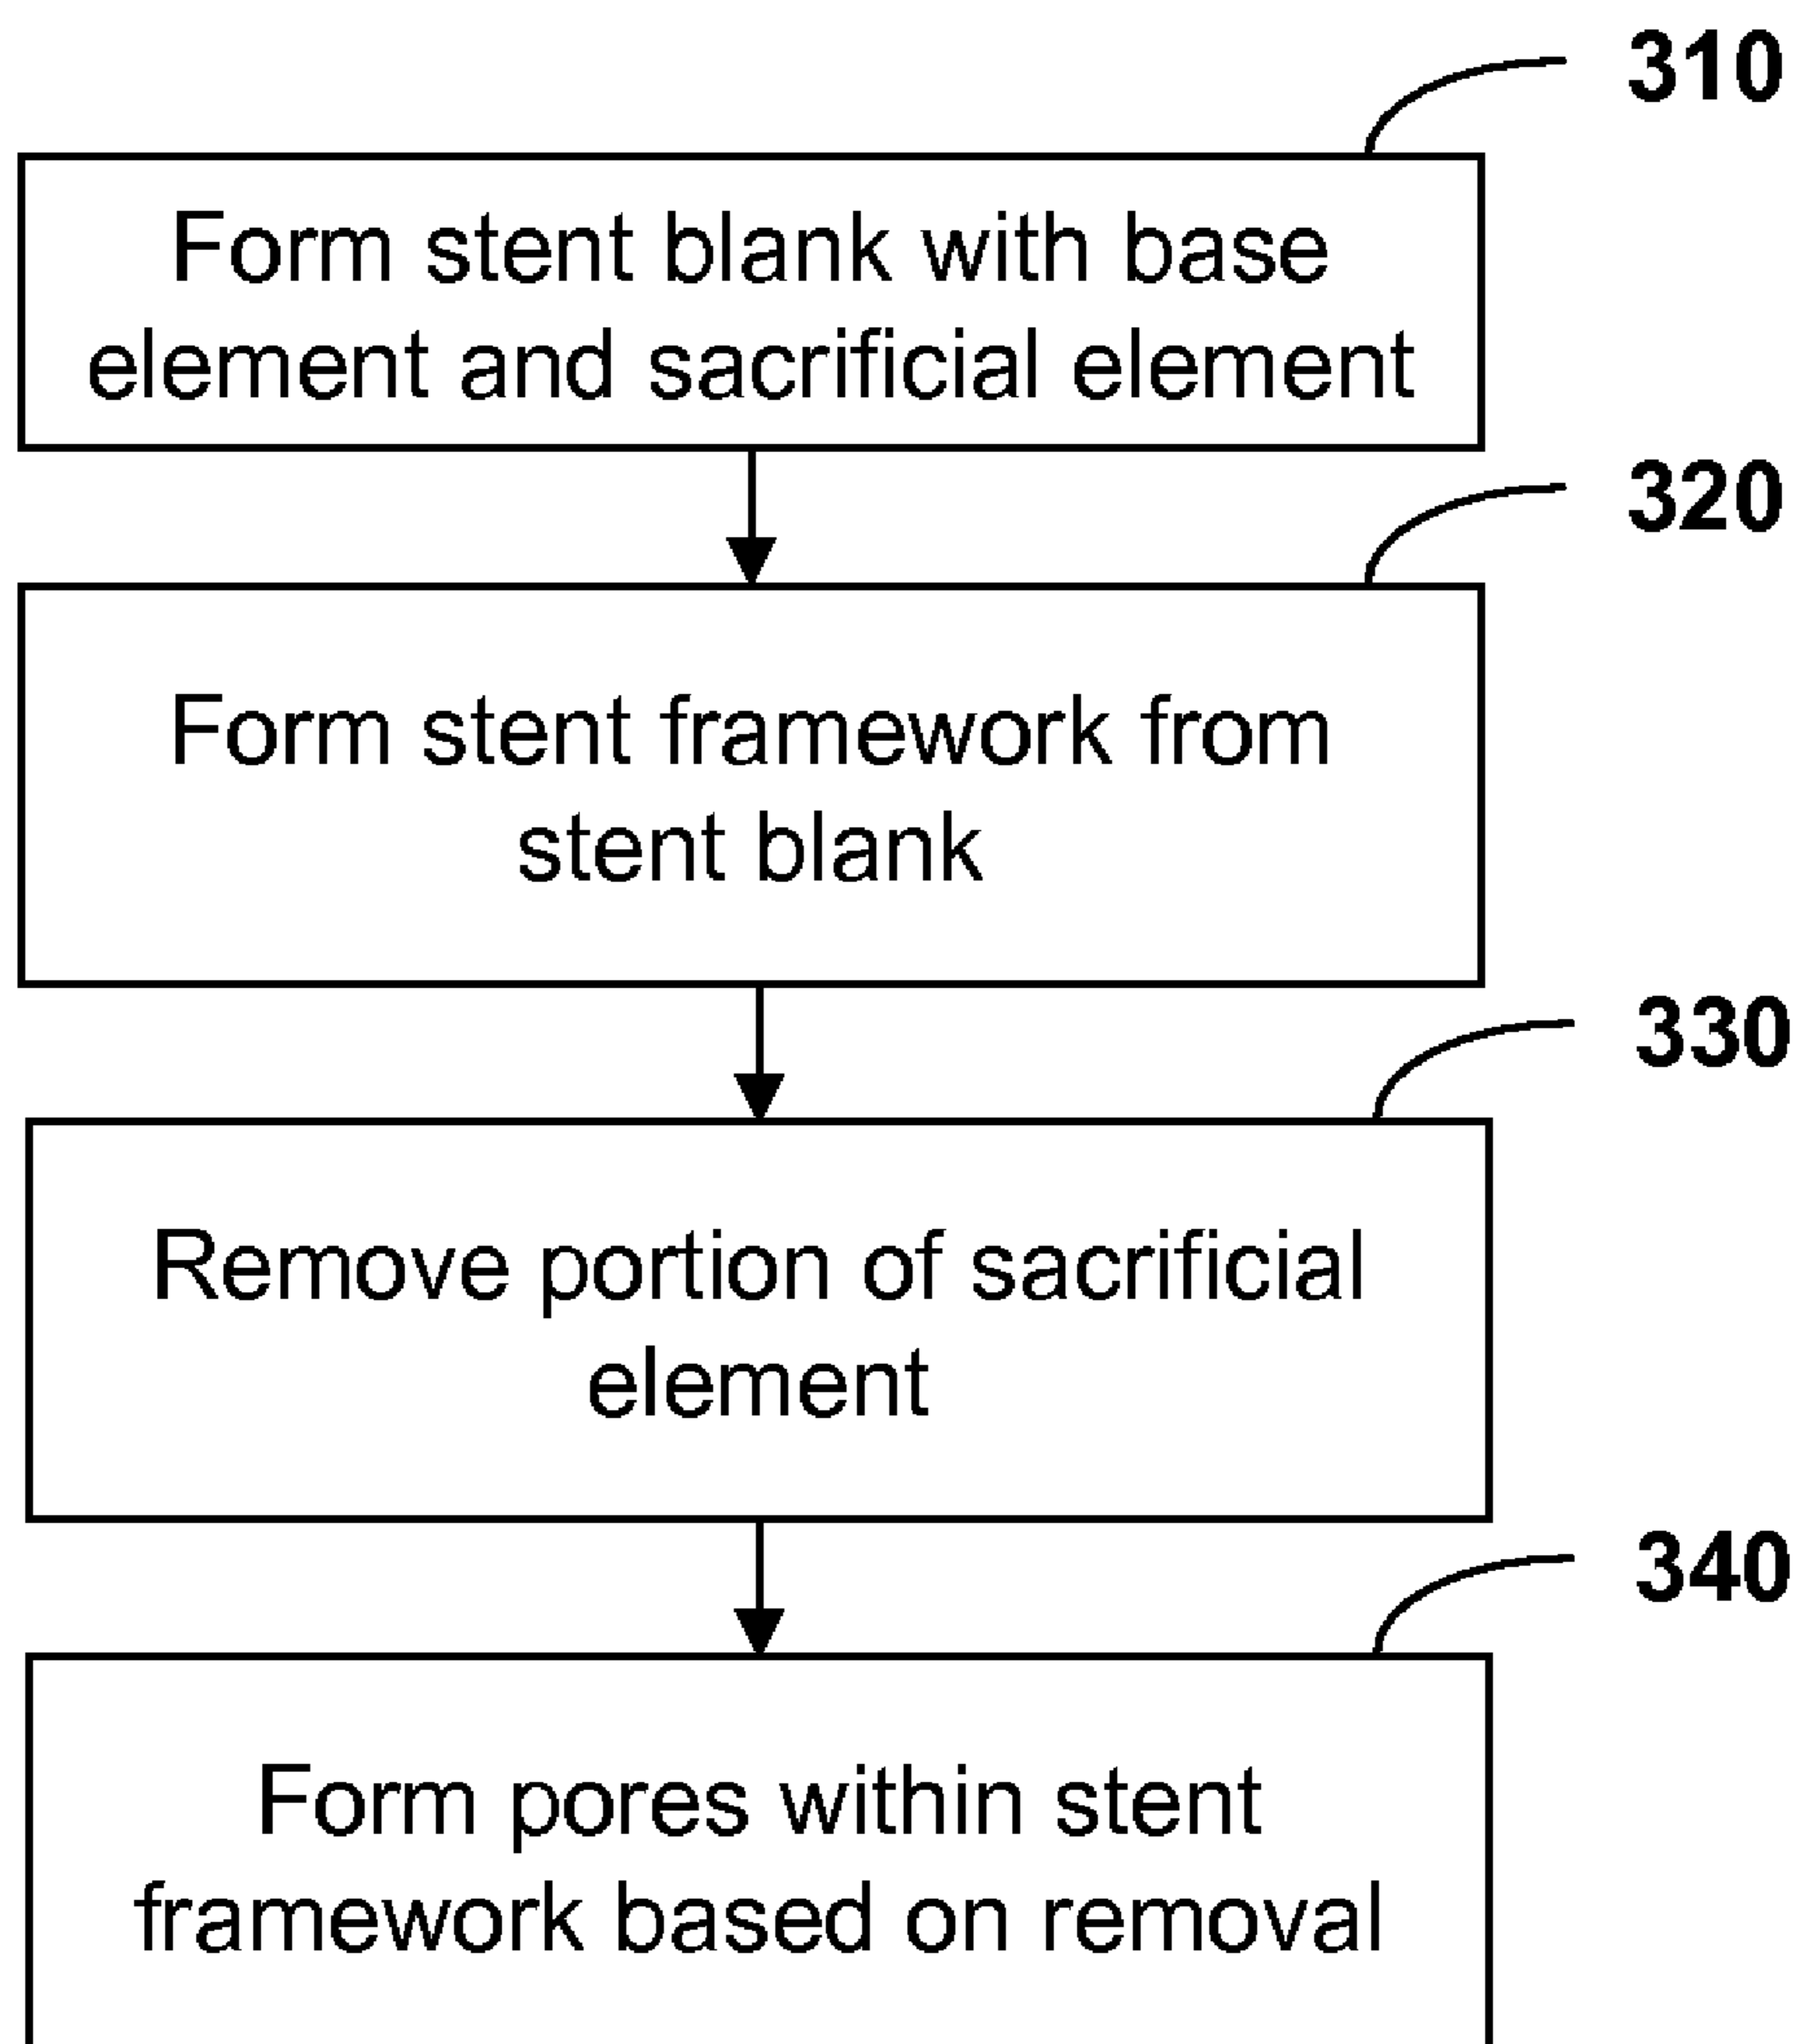 310
Form stent blank with base
element and sacrificial element
320
Form stent framework from
stent blank
330
Remove portion of sacrificial
element
340
Form pores within stent
framework based on removal